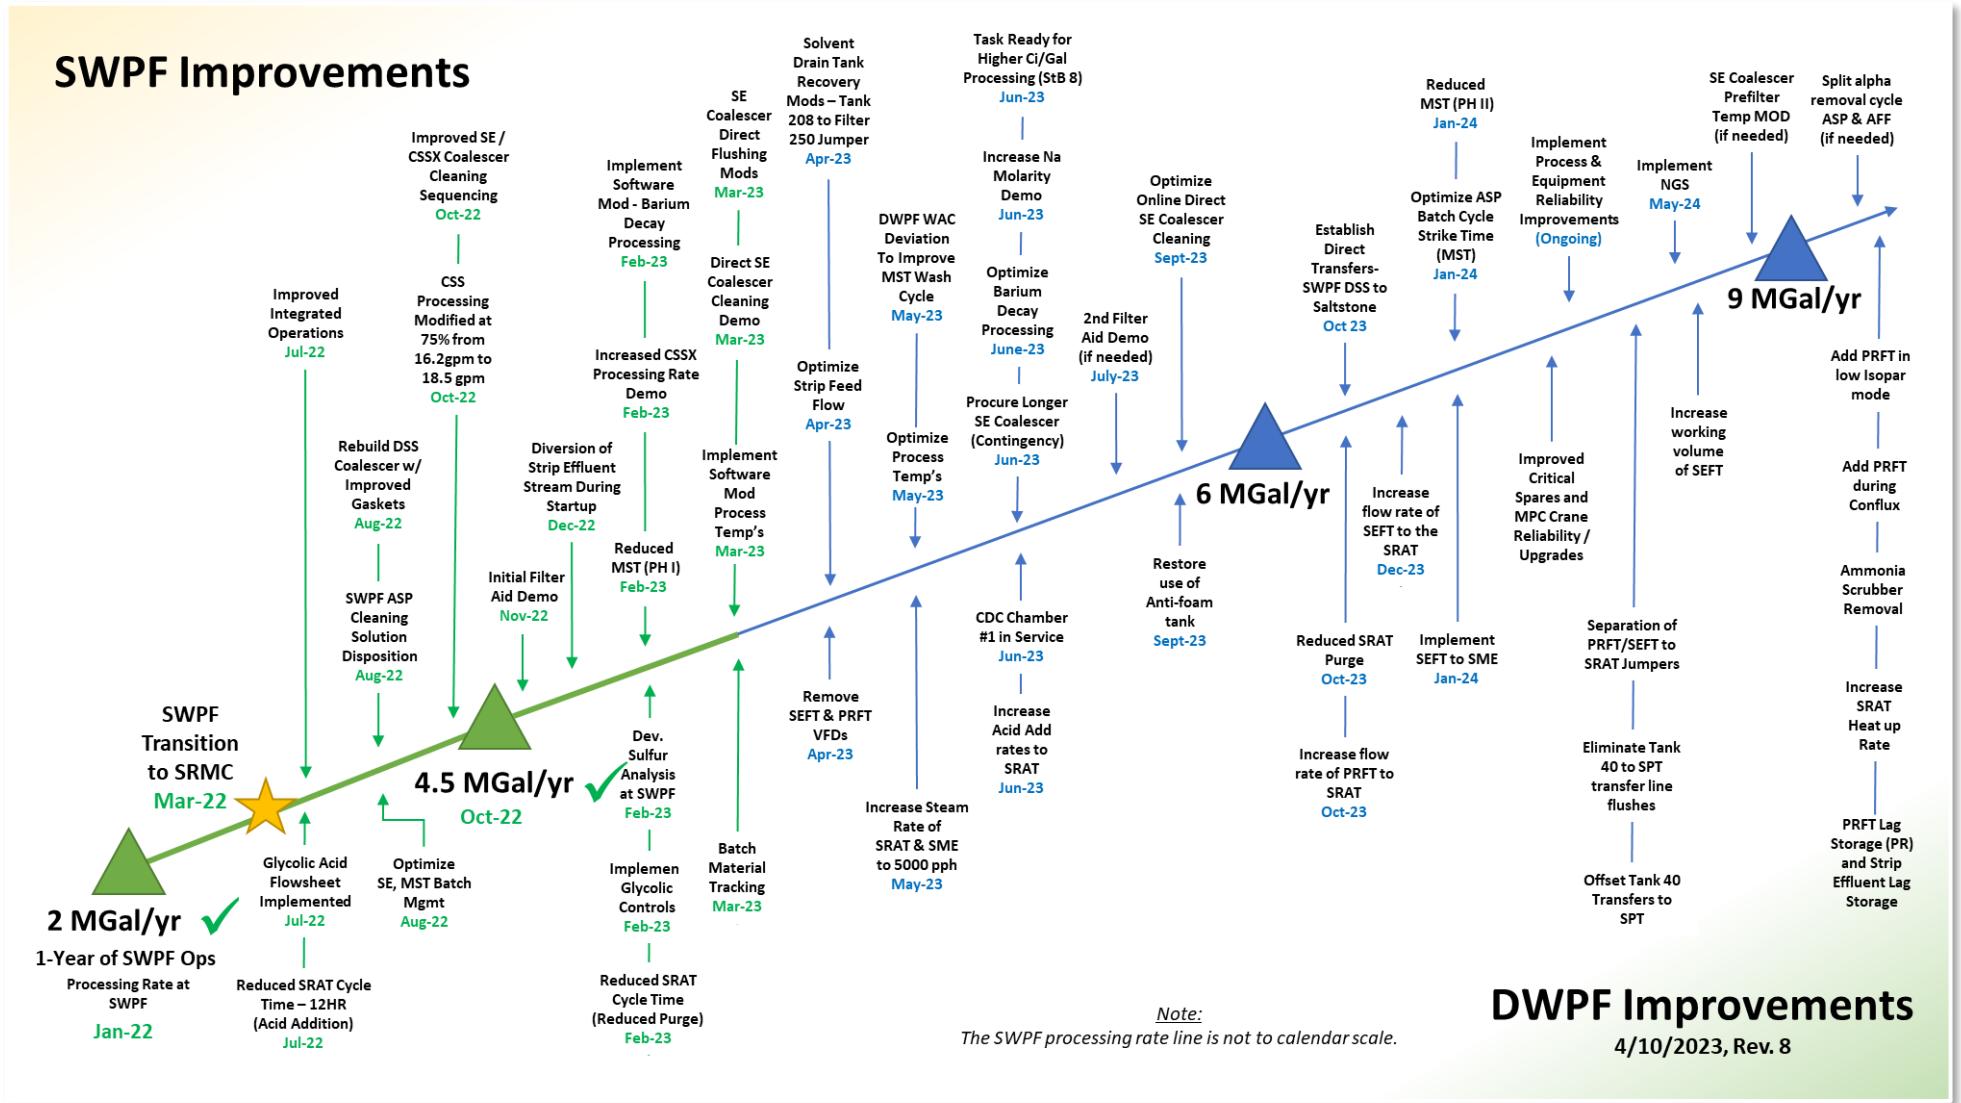 SWPF Improvements
Improved Integrated Operations
Jul-22
Improved SE /
CSSX Coalescer
Cleaning
Sequencing
Oct-22
CSS
Processing
Modified at
75% from
16.2gpm to
18.5 gpm
Oct-22
Rebuild DSS
Coalescer w/
Improved
Gaskets
Aug-22
SWPF ASP
Cleaning
Solution
Disposition
Aug-22
Initial Filter
Aid Demo
Nov-22
Diversion of
Strip Effluent
Stream During
Startup
Dec-22
Implement
Software
Mod - Barium
Decay
Processing
Feb-23
Increased CSSX
Processing Rate
Demo
Feb-23
Reduced
MST (PH I)
Feb-23
SE
Coalescer
Direct
Flushing
Mods
Mar-23
Direct SE
Coalescer
Cleaning
Demo
Mar-23
Implement
Software
Mod
Process
Temp's
Mar-23
Solvent
Drain Tank
Recovery
Mods – Tank
208 to Filter
250 Jumper
Apr-23
Optimize
Strip Feed
Flow
Apr-23
DWPF WAC
Deviation
To Improve
MST Wash
Cycle
May-23
Optimize
Process
Temp's
May-23
Task Ready for
Higher Ci/Gal
Processing (StB 8)
Jun-23
Increase Na
Molarity
Demo
Jun-23
Optimize
Barium
Decay
Processing
June-23
Procure Longer
SE Coalescer
(Contingency)
Jun-23
2nd Filter
Aid Demo
(if needed)
July-23
Optimize
Online Direct
SE Coalescer
Cleaning
Sept-23
Establish
Direct
Transfers-
SWPF DSS to
Saltstone
Oct 23
Reduced
MST (PH II)
Jan-24
Optimize ASP
Batch Cycle
Strike Time
(MST)
Jan-24
Implement
Process &
Equipment
Reliability
Improvements
(Ongoing)
Implement
NGS
May-24
SE Coalescer
Prefilter
Temp MOD
(if needed)
Split alpha
removal cycle
ASP & AFF
(if needed)
SWPF
Transition
to SRMC
Mar-22
2 MGal/yr
1-Year of SWPF Ops
Processing Rate at
SWPF
Jan-22
4.5 MGal/yr
Oct-22
6 MGal/yr
9 MGal/yr
Glycolic Acid
Flowsheet
Implemented
Jul-22
Reduced SRAT Cycle
Time – 12HR
(Acid Addition)
Jul-22
Optimize
SE, MST Batch
Mgmt
Aug-22
Dev.
Sulfur
Analysis
at SWPF
Feb-23
Implemen
Glycolic
Controls
Feb-23
Reduced SRAT
Cycle Time
(Reduced Purge)
Feb-23
Batch
Material
Tracking
Mar-23
Remove
SEFT & PRFT
VFDs
Apr-23
Increase Steam
Rate of
SRAT & SME
to 5000 pph
May-23
CDC Chamber
#1 in Service
Jun-23
Increase
Acid Add
rates to
SRAT
Jun-23
Restore
use of
Anti-foam
tank
Sept-23
Reduced SRAT
Purge
Oct-23
Increase flow
rate of PRFT to
SRAT
Oct-23
Increase
flow rate of
SEFT to the
SRAT
Dec-23
Implement
SEFT to SME
Jan-24
Improved
Critical
Spares and
MPC Crane
Reliability /
Upgrades
Separation of
PRFT/SEFT to
SRAT Jumpers
Eliminate Tank
40 to SPT
transfer line
flushes
Offset Tank 40
Transfers to
SPT
Increase
working
volume
of SEFT
Add PRFT in
low Isopar
mode
Add PRFT
during
Conflux
Ammonia
Scrubber
Removal
Increase
SRAT
Heat up
Rate
PRFT Lag
Storage (PR)
and Strip
Effluent Lag
Storage
Note:
The SWPF processing rate line is not to calendar scale.
DWPF Improvements
4/10/2023, Rev. 8